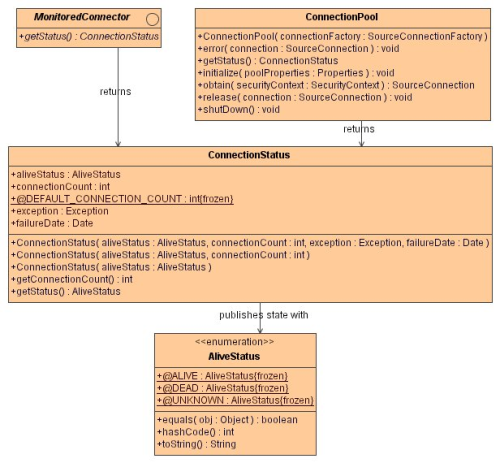 MonitoredConnector
+getStatus() : ConnectionStatus
ConnectionPool
+ConnectionPool( connectionFactory : SourceConnectionFactory )
+error( connection : SourceConnection ) : void
+getStatus() : ConnectionStatus
+initialize( poolProperties : Properties ) : void
+obtain( securityContext : SecurityContext ) : SourceConnection
+release( connection : SourceConnection ) : void
+shutDown() : void
returns
returns
ConnectionStatus
+aliveStatus : AliveStatus
+connectionCount : int
+@DEFAULT_CONNECTION_COUNT : int{frozen}
+exception : Exception
+failureDate : Date
+ConnectionStatus( aliveStatus : AliveStatus, connectionCount : int, exception : Exception, failureDate : Date )
+ConnectionStatus( aliveStatus : AliveStatus, connectionCount : int )
+ConnectionStatus( aliveStatus : AliveStatus )
+getConnectionCount() : int
+getStatus() : AliveStatus
publishes state with
<<enumeration>>
AliveStatus
+@ALIVE : AliveStatus{frozen}
+@DEAD : AliveStatus{frozen}
+@UNKNOWN : AliveStatus{frozen}
+equals( obj : Object ) : boolean
+hashCode() : int
+toString() : String